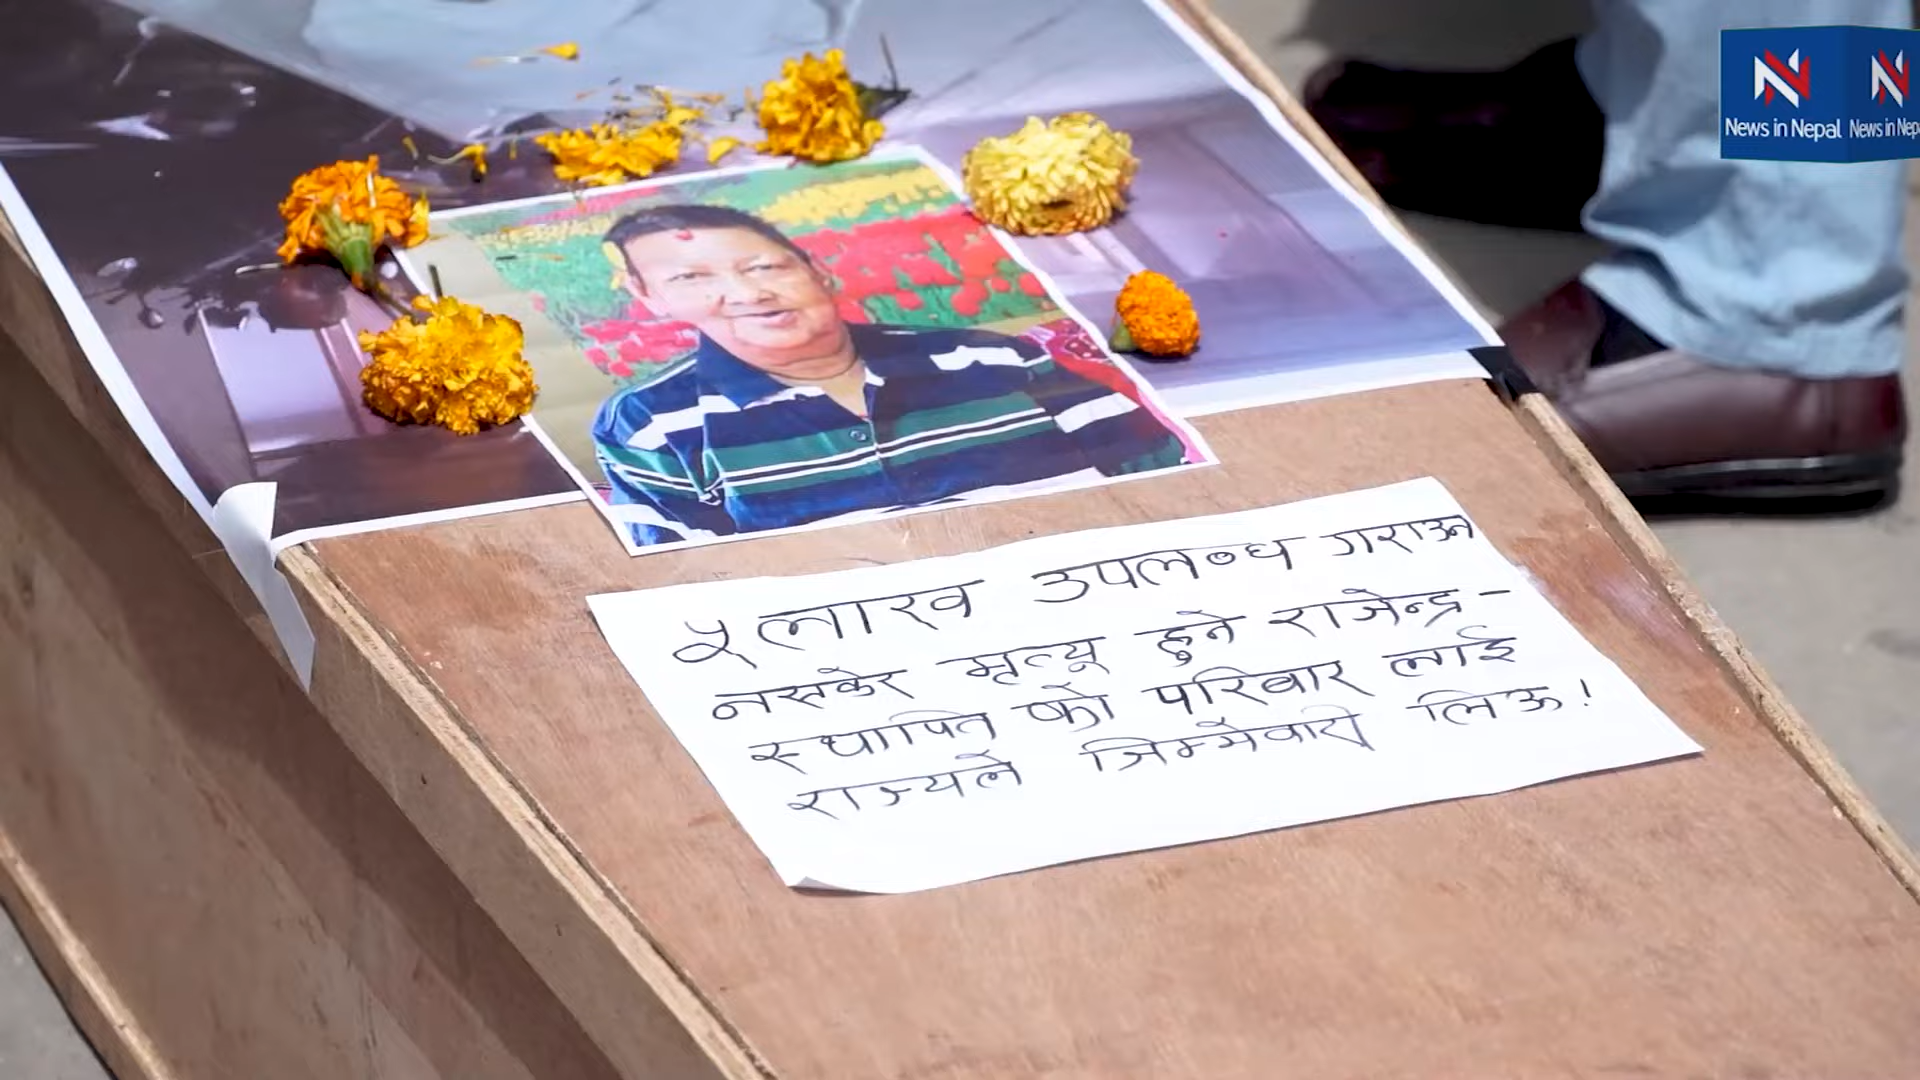 News in Nepal News in Nep
५ लाख उपलब्ध गराउन
नसकेर मृत्यू हुने राजेन्द्र -
स्थापित को परिवार लाई
राज्यले जिम्मेवारी लिऊ!